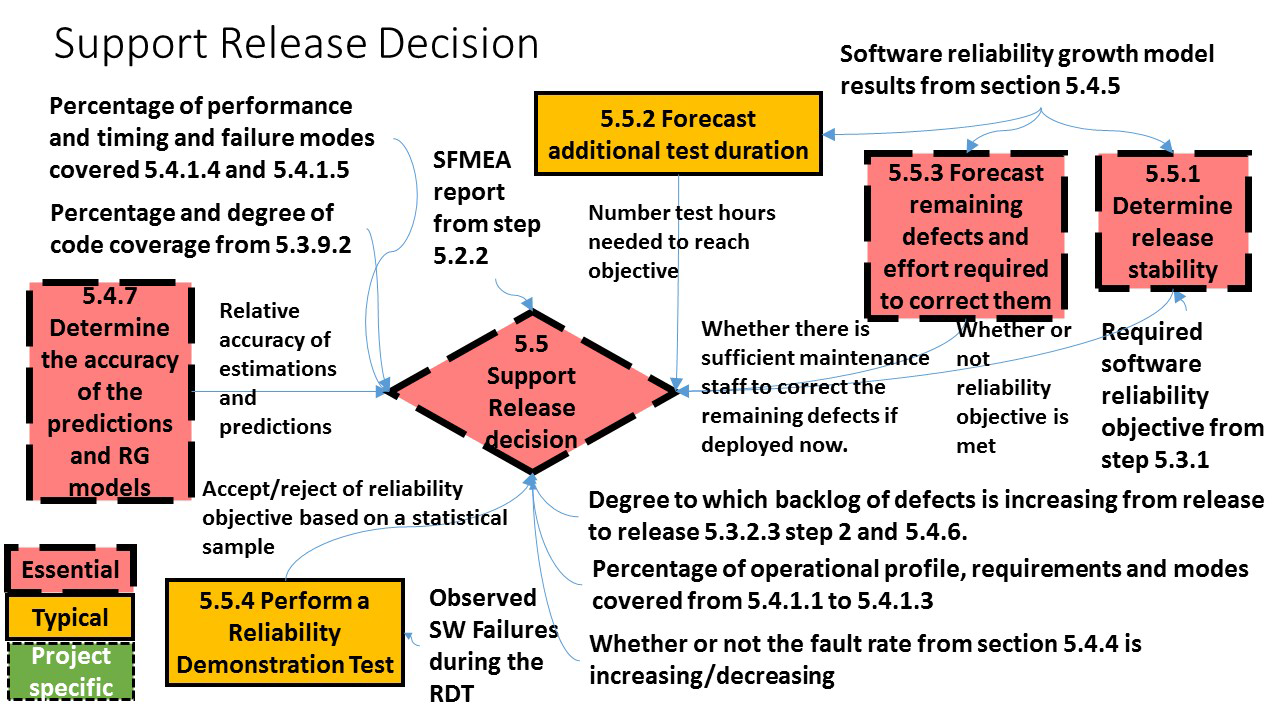 Support Release Decision
Software reliability growth model
results from section 5.4.5
Percentage of performance
and timing and failure modes
covered 5.4.1.4 and 5.4.1.5
5.5.2 Forecast
additional test duration
SFMEA
report
from step
5.2.2
5.5.3 Forecast
remaining
defects and
effort required
to correct them
5.5.1
Determine
release
stability
Percentage and degree of
code coverage from 5.3.9.2
Number test hours
needed to reach
objective
5.4.7
Determine
the accuracy
of the
predictions
and RG
models
Relative
accuracy of
estimations
and
predictions
5.5
Support
Release
decision
Whether there is
sufficient maintenance
staff to correct the
remaining defects if
deployed now.
Whether or
not
reliability
objective is
met
Required
software
reliability
objective from
step 5.3.1
Accept/reject of reliability
objective based on a statistical
sample
Degree to which backlog of defects is increasing from release
to release 5.3.2.3 step 2 and 5.4.6.
Percentage of operational profile, requirements and modes
covered from 5.4.1.1 to 5.4.1.3
Whether or not the fault rate from section 5.4.4 is
increasing/decreasing
Essential
Typical
Project
specific
5.5.4 Perform a
Reliability
Demonstration Test
Observed
SW Failures
during the
RDT